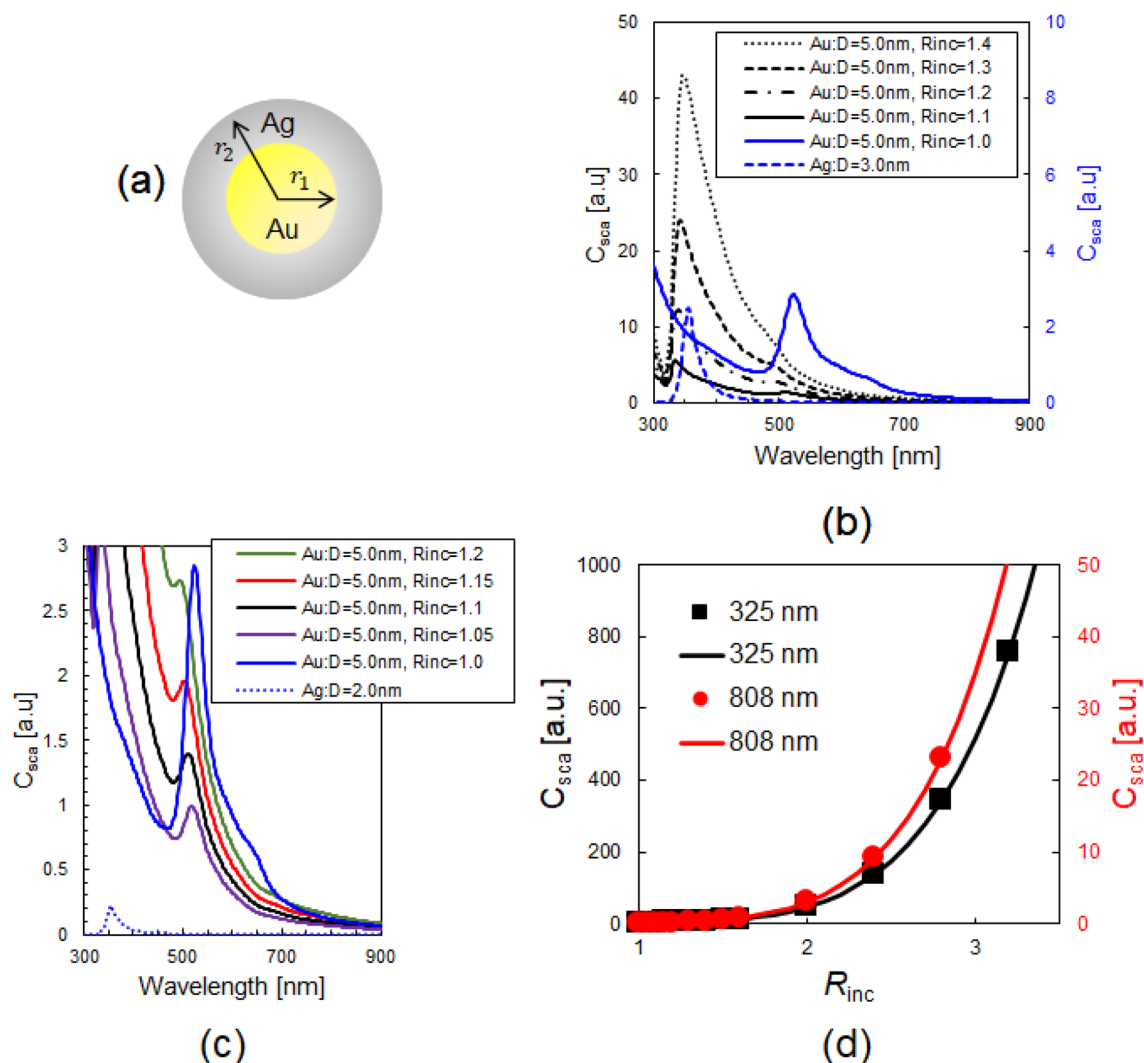 (a)
Ag
r2
r1
Au
50
40
30
20
10
0
Csca [a.u]
10
8
6
4
2
0
Csca [a.u]
Au:D=5.0nm, Rinc=1.4
Au:D=5.0nm, Rinc=1.3
Au:D=5.0nm, Rinc=1.2
Au:D=5.0nm, Rinc=1.1
Au:D=5.0nm, Rinc=1.0
Ag:D=3.0nm
300 500 700 900
Wavelength [nm]
(b)
3
2.5
2
1.5
1
0.5
0
Csca [a.u]
Au:D=5.0nm, Rinc=1.2
Au:D=5.0nm, Rinc=1.15
Au:D=5.0nm, Rinc=1.1
Au:D=5.0nm, Rinc=1.05
Au:D=5.0nm, Rinc=1.0
Ag:D=2.0nm
300 500 700 900
Wavelength [nm]
(c)
1000
800
600
400
200
0
Csca [a.u.]
325 nm
325 nm
808 nm
808 nm
50
40
30
20
10
0
Csca [a.u.]
1 2 3
Rinc
(d)